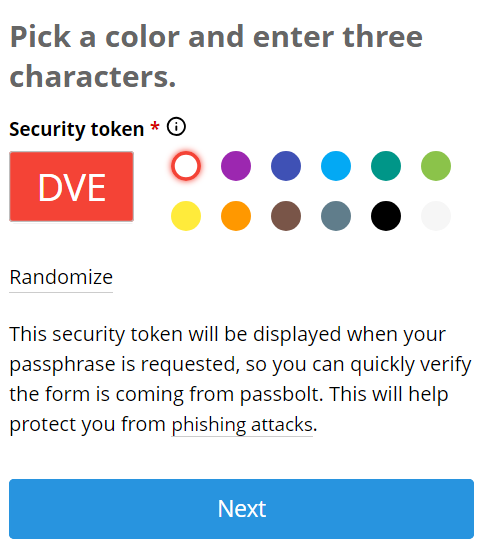 Pick a color and enter three
characters.
Security token *
DVE
Randomize
This security token will be displayed when your
passphrase is requested, so you can quickly verify
the form is coming from passbolt. This will help
protect you from phishing attacks.
Next